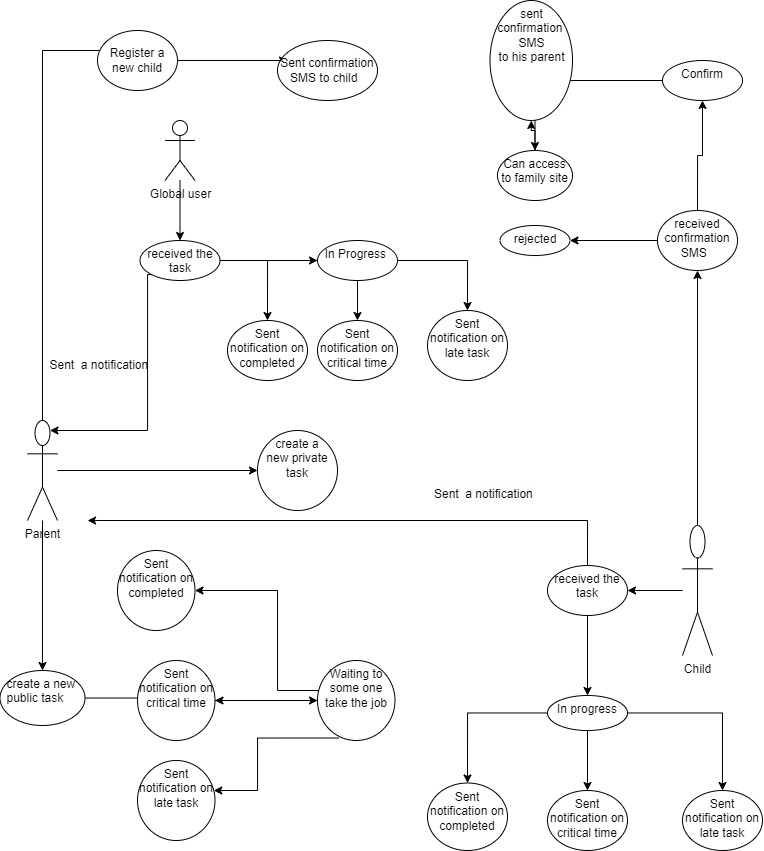 Register a
new child
Sent confirmation
SMS to child
sent
confirmation
SMS
to his parent
Confirm
Can access
to family site
Global user
received the
task
In Progress
rejected
received
confirmation
SMS
Sent
notification on
completed
Sent
notification on
critical time
Sent
notification on
late task
Sent  a notification
create a
new private
task
Parent
Sent  a notification
Sent
notification on
completed
received the
task
Child
create a new
public task
Sent
notification on
critical time
Waiting to
some one
take the job
In progress
Sent
notification on
late task
Sent
notification on
completed
Sent
notification on
critical time
Sent
notification on
late task